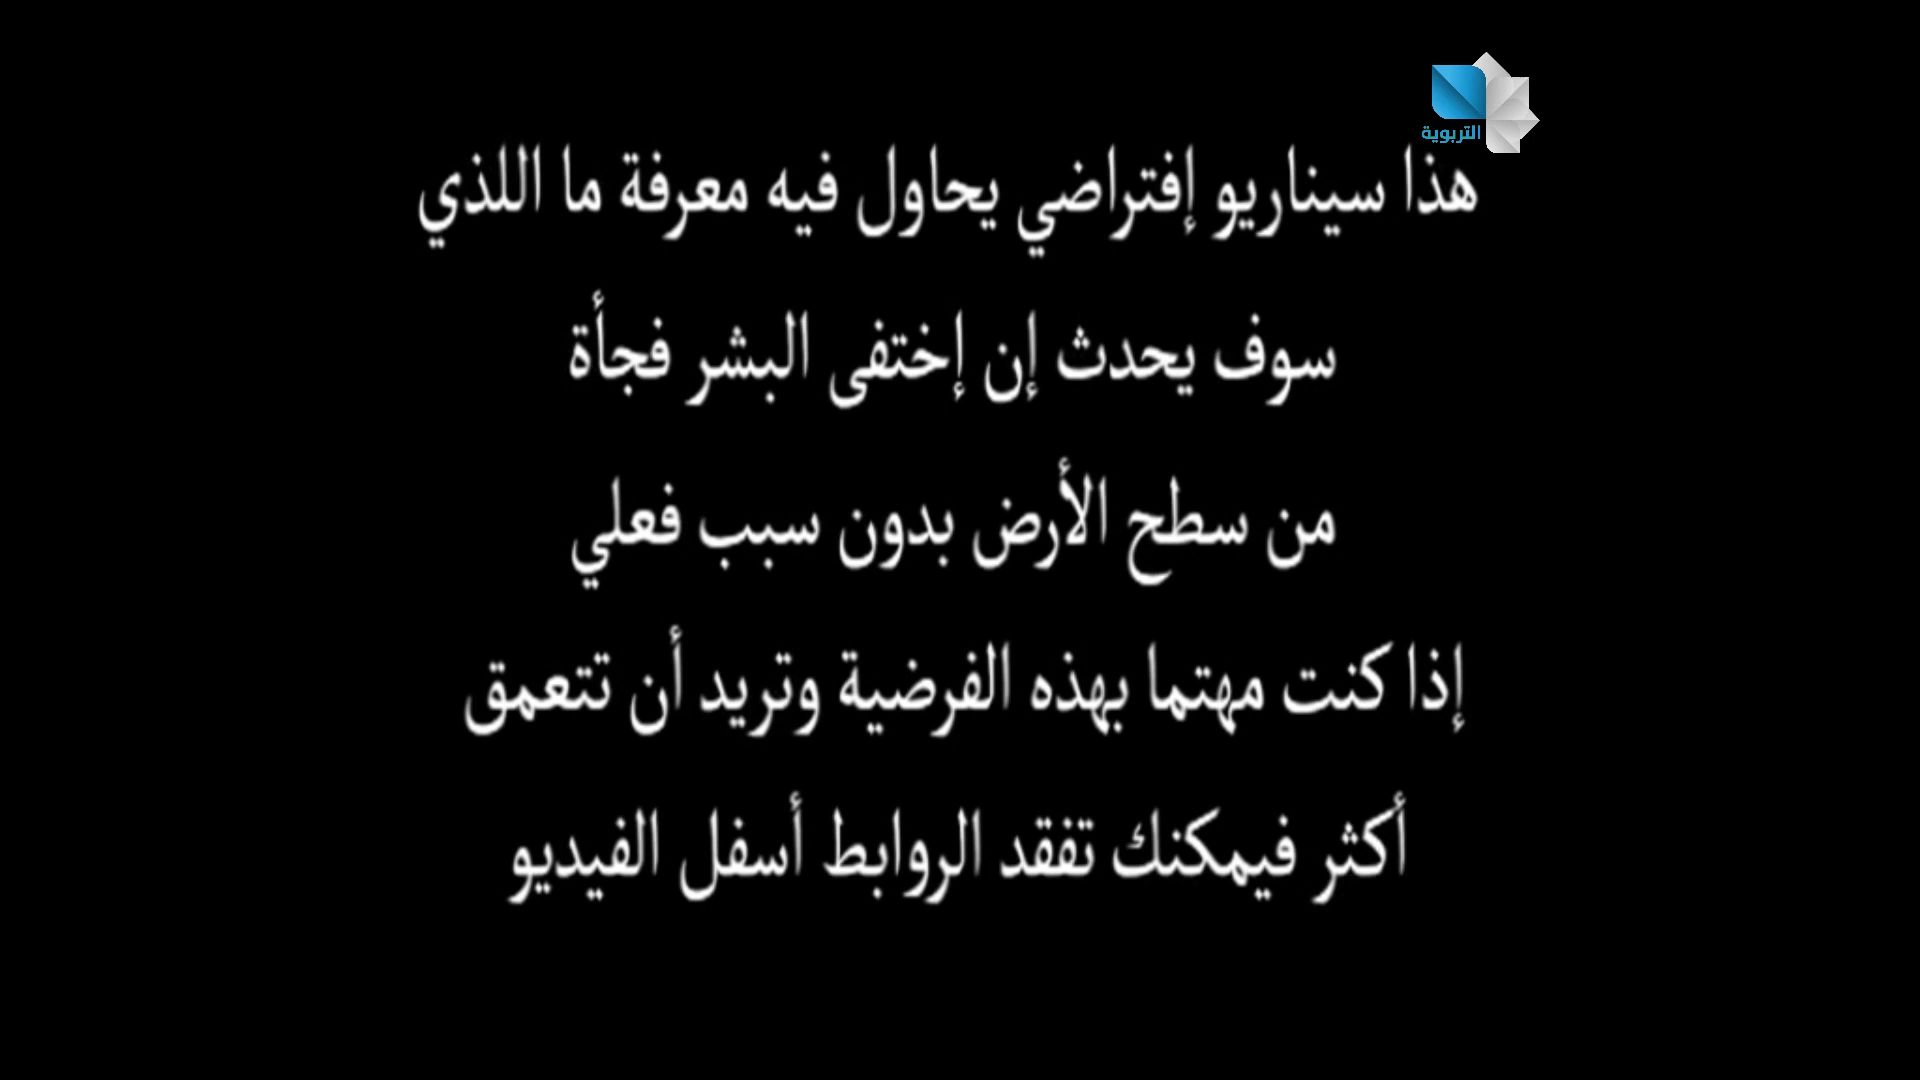 التربوية
هذا سيناريو إفتراضي يحاول فيه معرفة ما اللذي
سوف يحدث إن إختفى البشر فجأة
من سطح الأرض بدون سبب فعلي
إذا كنت مهتما بهذه الفرضية وتريد أن تتعمق
أكثر فيمكنك تفقد الروابط أسفل الفيديو